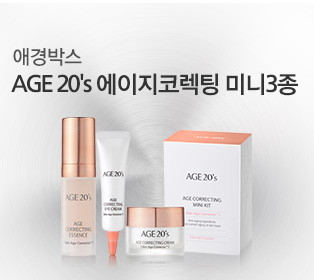 애경박스
AGE 20's 에이지코렉팅 미니3종
AGE 20's
AGE
CORRECTING
ESSENCE
AGE 20's
AGE
CORRECTING
EYE CREAM
AGE 20's
AGE CORRECTING CREAM
AGE 20's
AGE CORRECTING
MINI KIT